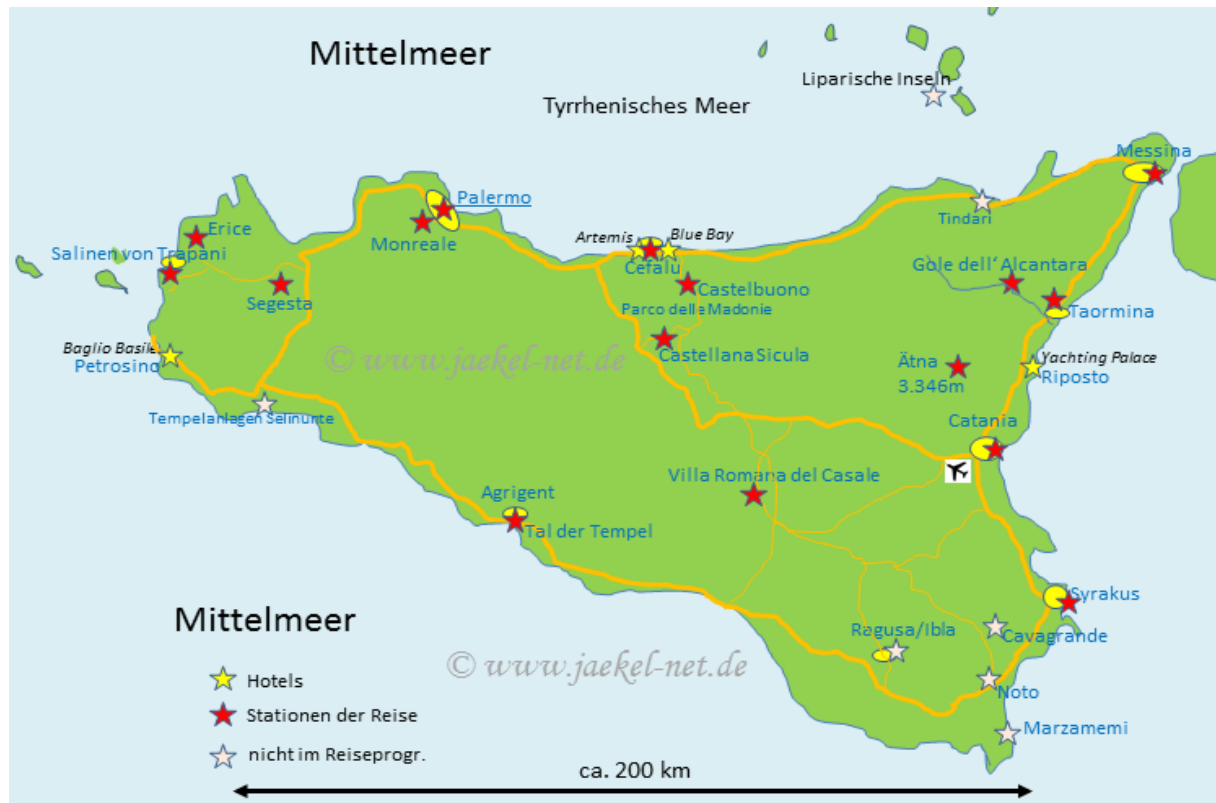 Mittelmeer
Liparische Inseln
Tyrrhenisches Meer
Messina
Palermo
Tindari
Erice
Monreale
Artemis
Blue Bay
Salinen von Trapani
Cefalù
Gole dell'Alcantara
Segesta
Castelbuono
Parco delle Madonie
Taormina
Baglio Basile
Petrosino
© www.jaekel-net.de
Castellana Sicula
Ätna
3.346m
Yachting Palace
Riposto
Tempelanlagen Selinunte
Catania
Villa Romana del Casale
Agrigent
Tal der Tempel
Syrakus
Mittelmeer
Ragusa/Ibla
Cavagrande
© www.jaekel-net.de
Hotels
Noto
Stationen der Reise
Marzamemi
nicht im Reiseprogr.
ca. 200 km